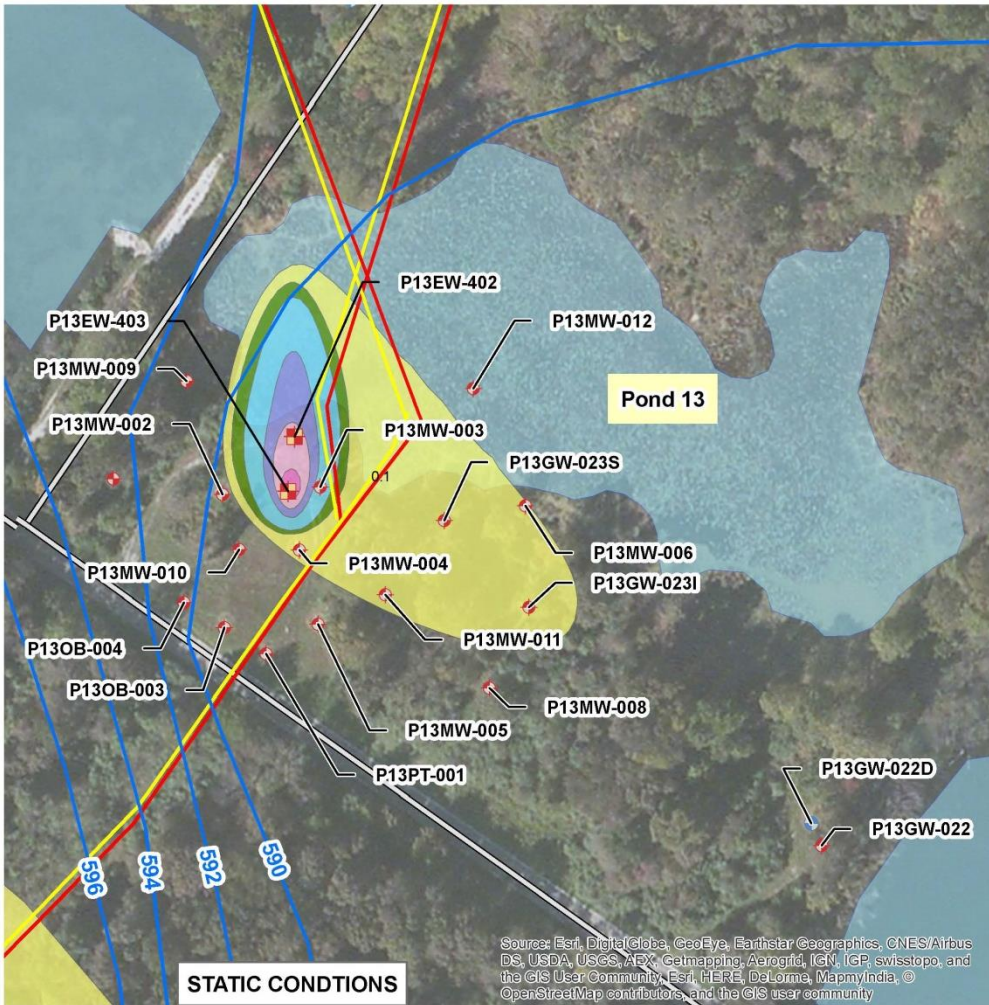 P13EW-402
P13EW-403
P13MW-012
P13MW-009
Pond 13
P13MW-002
P13MW-003
P13GW-023S
0.1
P13MW-006
P13MW-010
P13MW-004
P13GW-023I
P13MW-011
P13OB-004
P13OB-003
P13MW-008
P13MW-005
P13PT-001
P13GW-022D
P13GW-022
596
594
592
590
STATIC CONDTIONS
Source: Esri, DigitalGlobe, GeoEye, Earthstar Geographics, CNES/Airbus
DS, USDA, USGS, AEX, Getmapping, Aerogrid, IGN, IGP, swisstopo, and
the GIS User Community, Esri, HERE, DeLorme, MapmyIndia, ©
OpenStreetMap contributors, and the GIS user community